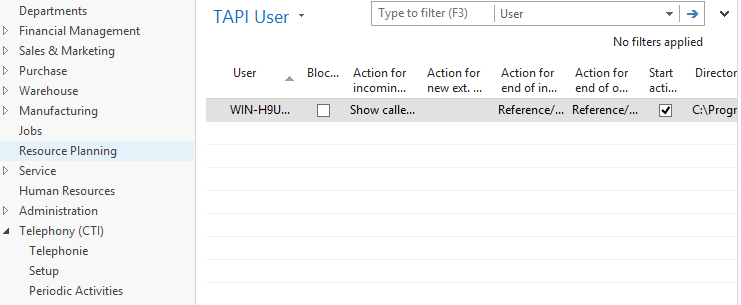 Departments
Financial Management
Sales & Marketing
Purchase
Warehouse
Manufacturing
Jobs
Resource Planning
Service
Human Resources
Administration
Telephony (CTI)
Telephonie
Setup
Periodic Activities
TAPI User
Type to filter (F3)
User
No filters applied
User
Bloc...
Action for
incomin...
Action for
new ext. ...
Action for
end of in...
Action for
end of o...
Start
acti...
Director
WIN-H9U...
Show calle...
Reference/...
Reference/...
C:\Progr